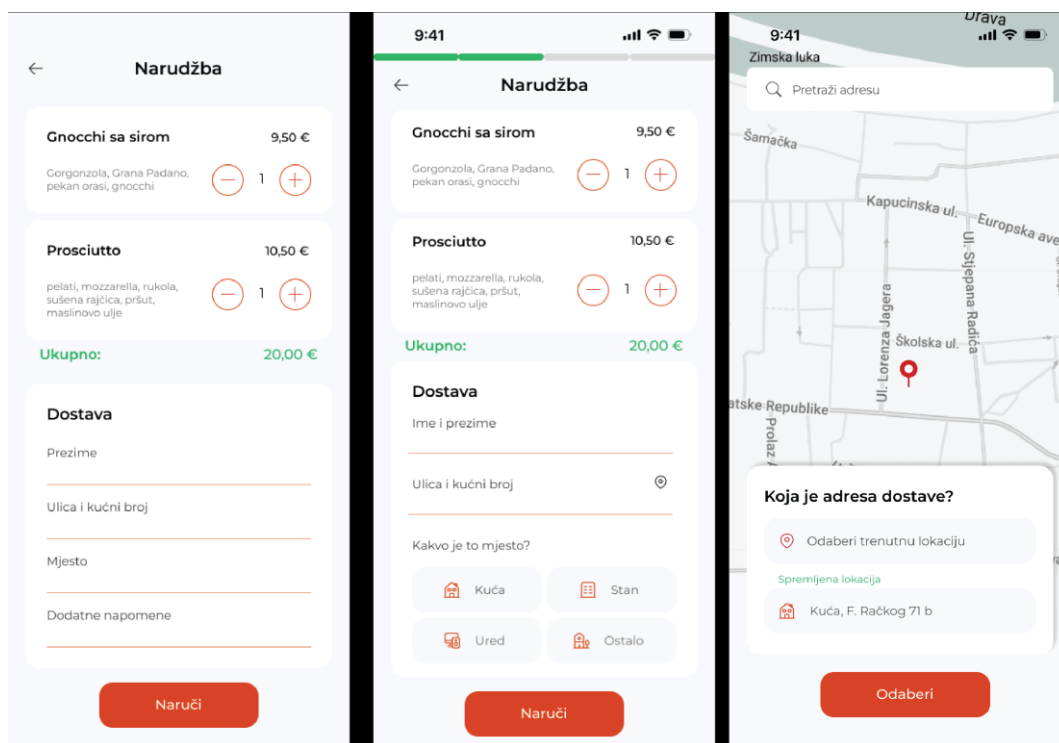 Narudžba
Gnocchi sa sirom
9,50 €
Gorgonzola, Grana Padano,
pekan orasi, gnocchi
1
Prosciutto
10,50 €
pelati, mozzarella, rukola,
sušena rajčica, pršut,
maslinovo ulje
1
Ukupno:
20,00 €
Dostava
Prezime
Ulica i kućni broj
Mjesto
Dodatne napomene
Naruči
9:41
Narudžba
Gnocchi sa sirom
9,50 €
Gorgonzola, Grana Padano,
pekan orasi, gnocchi
1
Prosciutto
10,50 €
pelati, mozzarella, rukola,
sušena rajčica, pršut,
maslinovo ulje
1
Ukupno:
20,00 €
Dostava
Ime i prezime
Ulica i kućni broj
Kakvo je to mjesto?
Kuća
Stan
Ured
Ostalo
Naruči
Drava
9:41
Zimska luka
Pretraži adresu
Šamačka
Kapucinska ul.
Europska ave
Ul. Stjepana Radića
Ul. Lorenza Jagera
Školska ul.
atske Republike
Prolaz
Koja je adresa dostave?
Odaberi trenutnu lokaciju
Spremljena lokacija
Kuća, F. Račkog 71 b
Odaberi